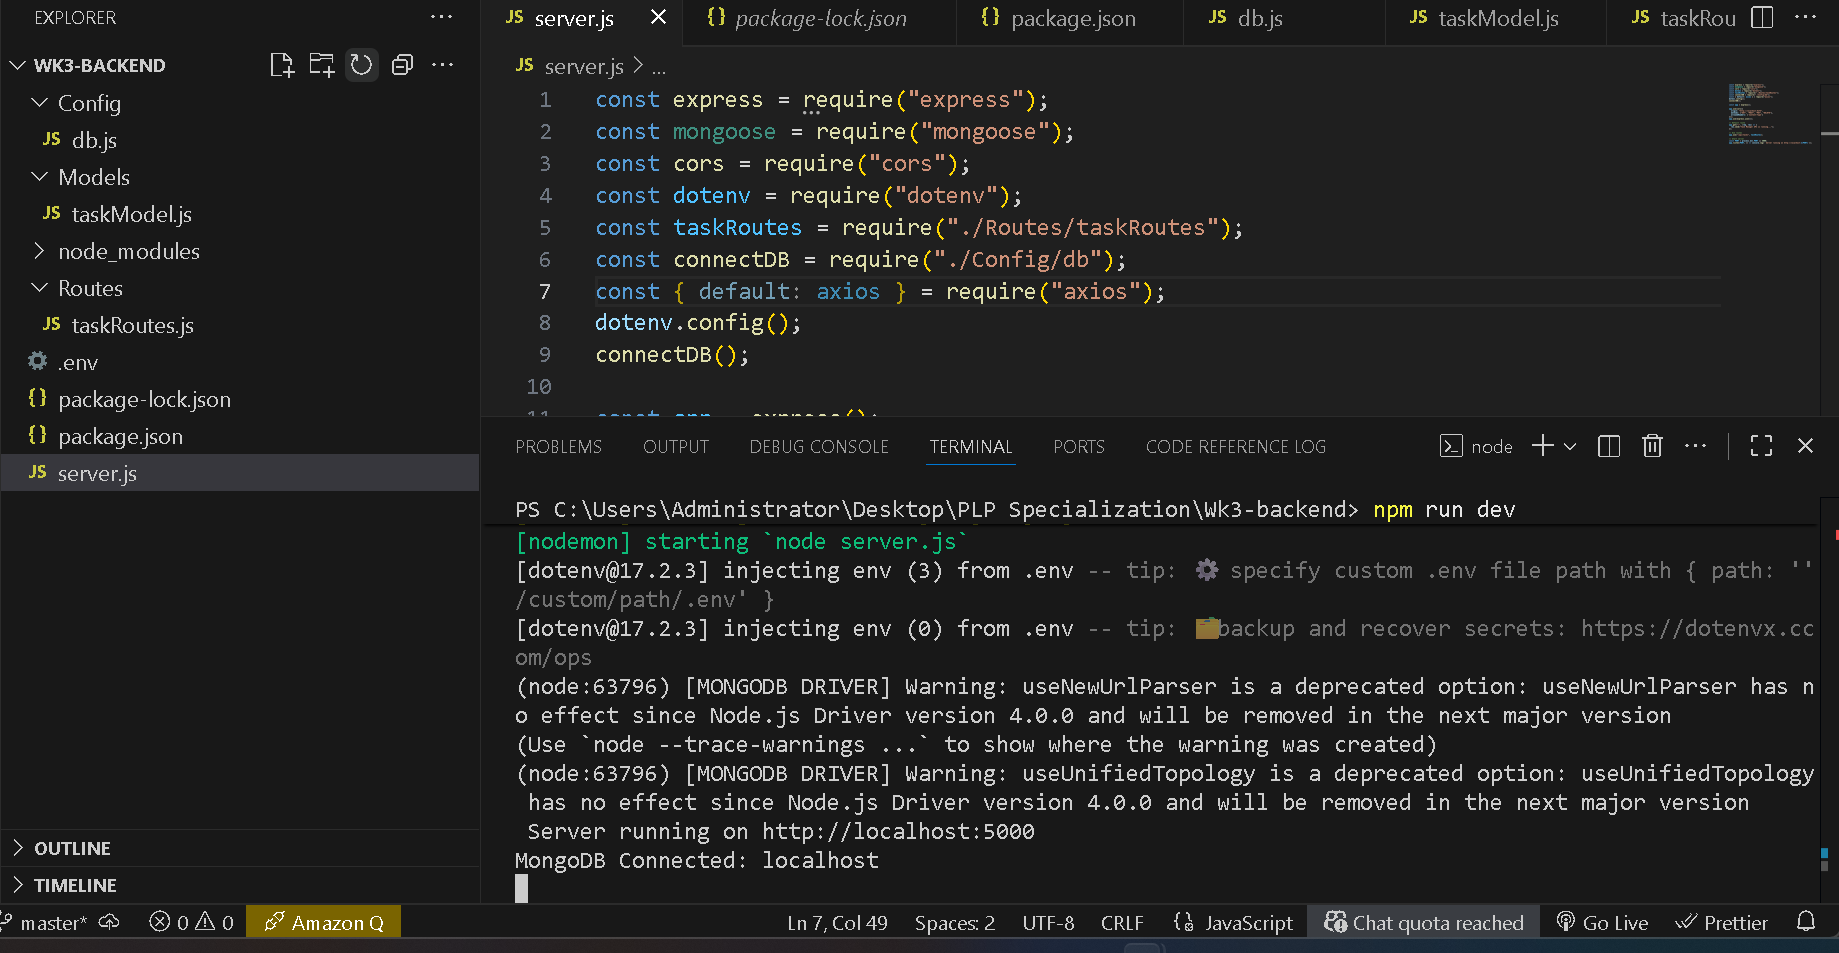 EXPLORER
WK3-BACKEND
Config
JS db.js
Models
JS taskModel.js
node_modules
Routes
JS taskRoutes.js
.env
{} package-lock.json
{} package.json
JS server.js
OUTLINE
TIMELINE
JS server.js {} package-lock.json {} package.json JS db.js JS taskModel.js JS taskRou
JS server.js > ...
1 const express = require("express");
2 const mongoose = require("mongoose");
3 const cors = require("cors");
4 const dotenv = require("dotenv");
5 const taskRoutes = require("./Routes/taskRoutes");
6 const connectDB = require("./Config/db");
7 const { default: axios } = require("axios");
8 dotenv.config();
9 connectDB();
10
11 const app = express();
PROBLEMS OUTPUT DEBUG CONSOLE TERMINAL PORTS CODE REFERENCE LOG node
PS C:\Users\Administrator\Desktop\PLP Specialization\Wk3-backend> npm run dev
[nodemon] starting `node server.js`
[dotenv@17.2.3] injecting env (3) from .env -- tip: ⚙️ specify custom .env file path with { path: ''
/custom/path/.env' }
[dotenv@17.2.3] injecting env (0) from .env -- tip: 🗂️ backup and recover secrets: https://dotenvx.cc
om/ops
(node:63796) [MONGODB DRIVER] Warning: useNewUrlParser is a deprecated option: useNewUrlParser has n
o effect since Node.js Driver version 4.0.0 and will be removed in the next major version
(Use `node --trace-warnings ...` to show where the warning was created)
(node:63796) [MONGODB DRIVER] Warning: useUnifiedTopology is a deprecated option: useUnifiedTopology
has no effect since Node.js Driver version 4.0.0 and will be removed in the next major version
Server running on http://localhost:5000
MongoDB Connected: localhost
master* 0 0 Amazon Q Ln 7, Col 49 Spaces: 2 UTF-8 CRLF {} JavaScript Chat quota reached Go Live Prettier